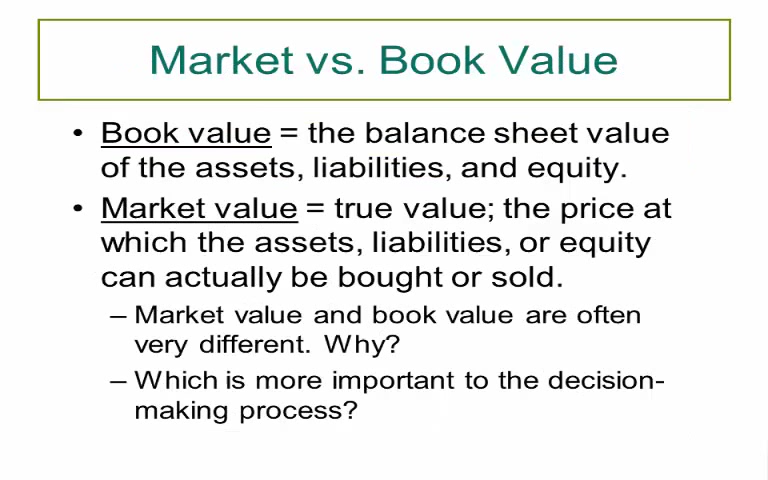 Market vs. Book Value
• Book value = the balance sheet value
of the assets, liabilities, and equity.
• Market value = true value; the price at
which the assets, liabilities, or equity
can actually be bought or sold.
– Market value and book value are often
very different. Why?
– Which is more important to the decision-
making process?